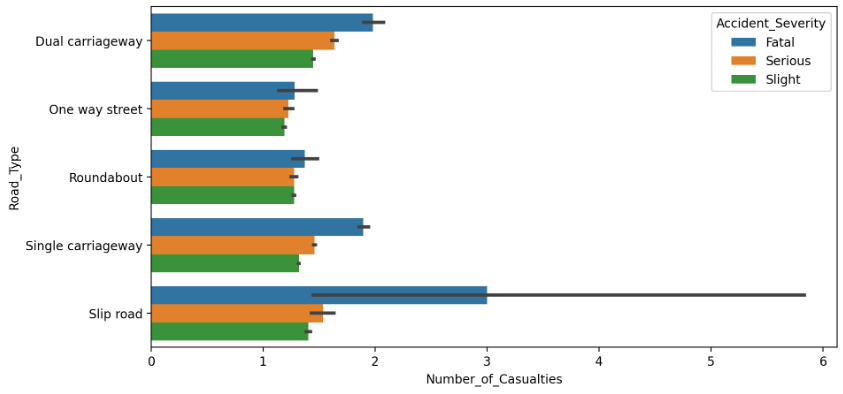 Accident_Severity
Fatal
Serious
Slight
Road_Type
Dual carriageway
One way street
Roundabout
Single carriageway
Slip road
0 1 2 3 4 5 6
Number_of_Casualties